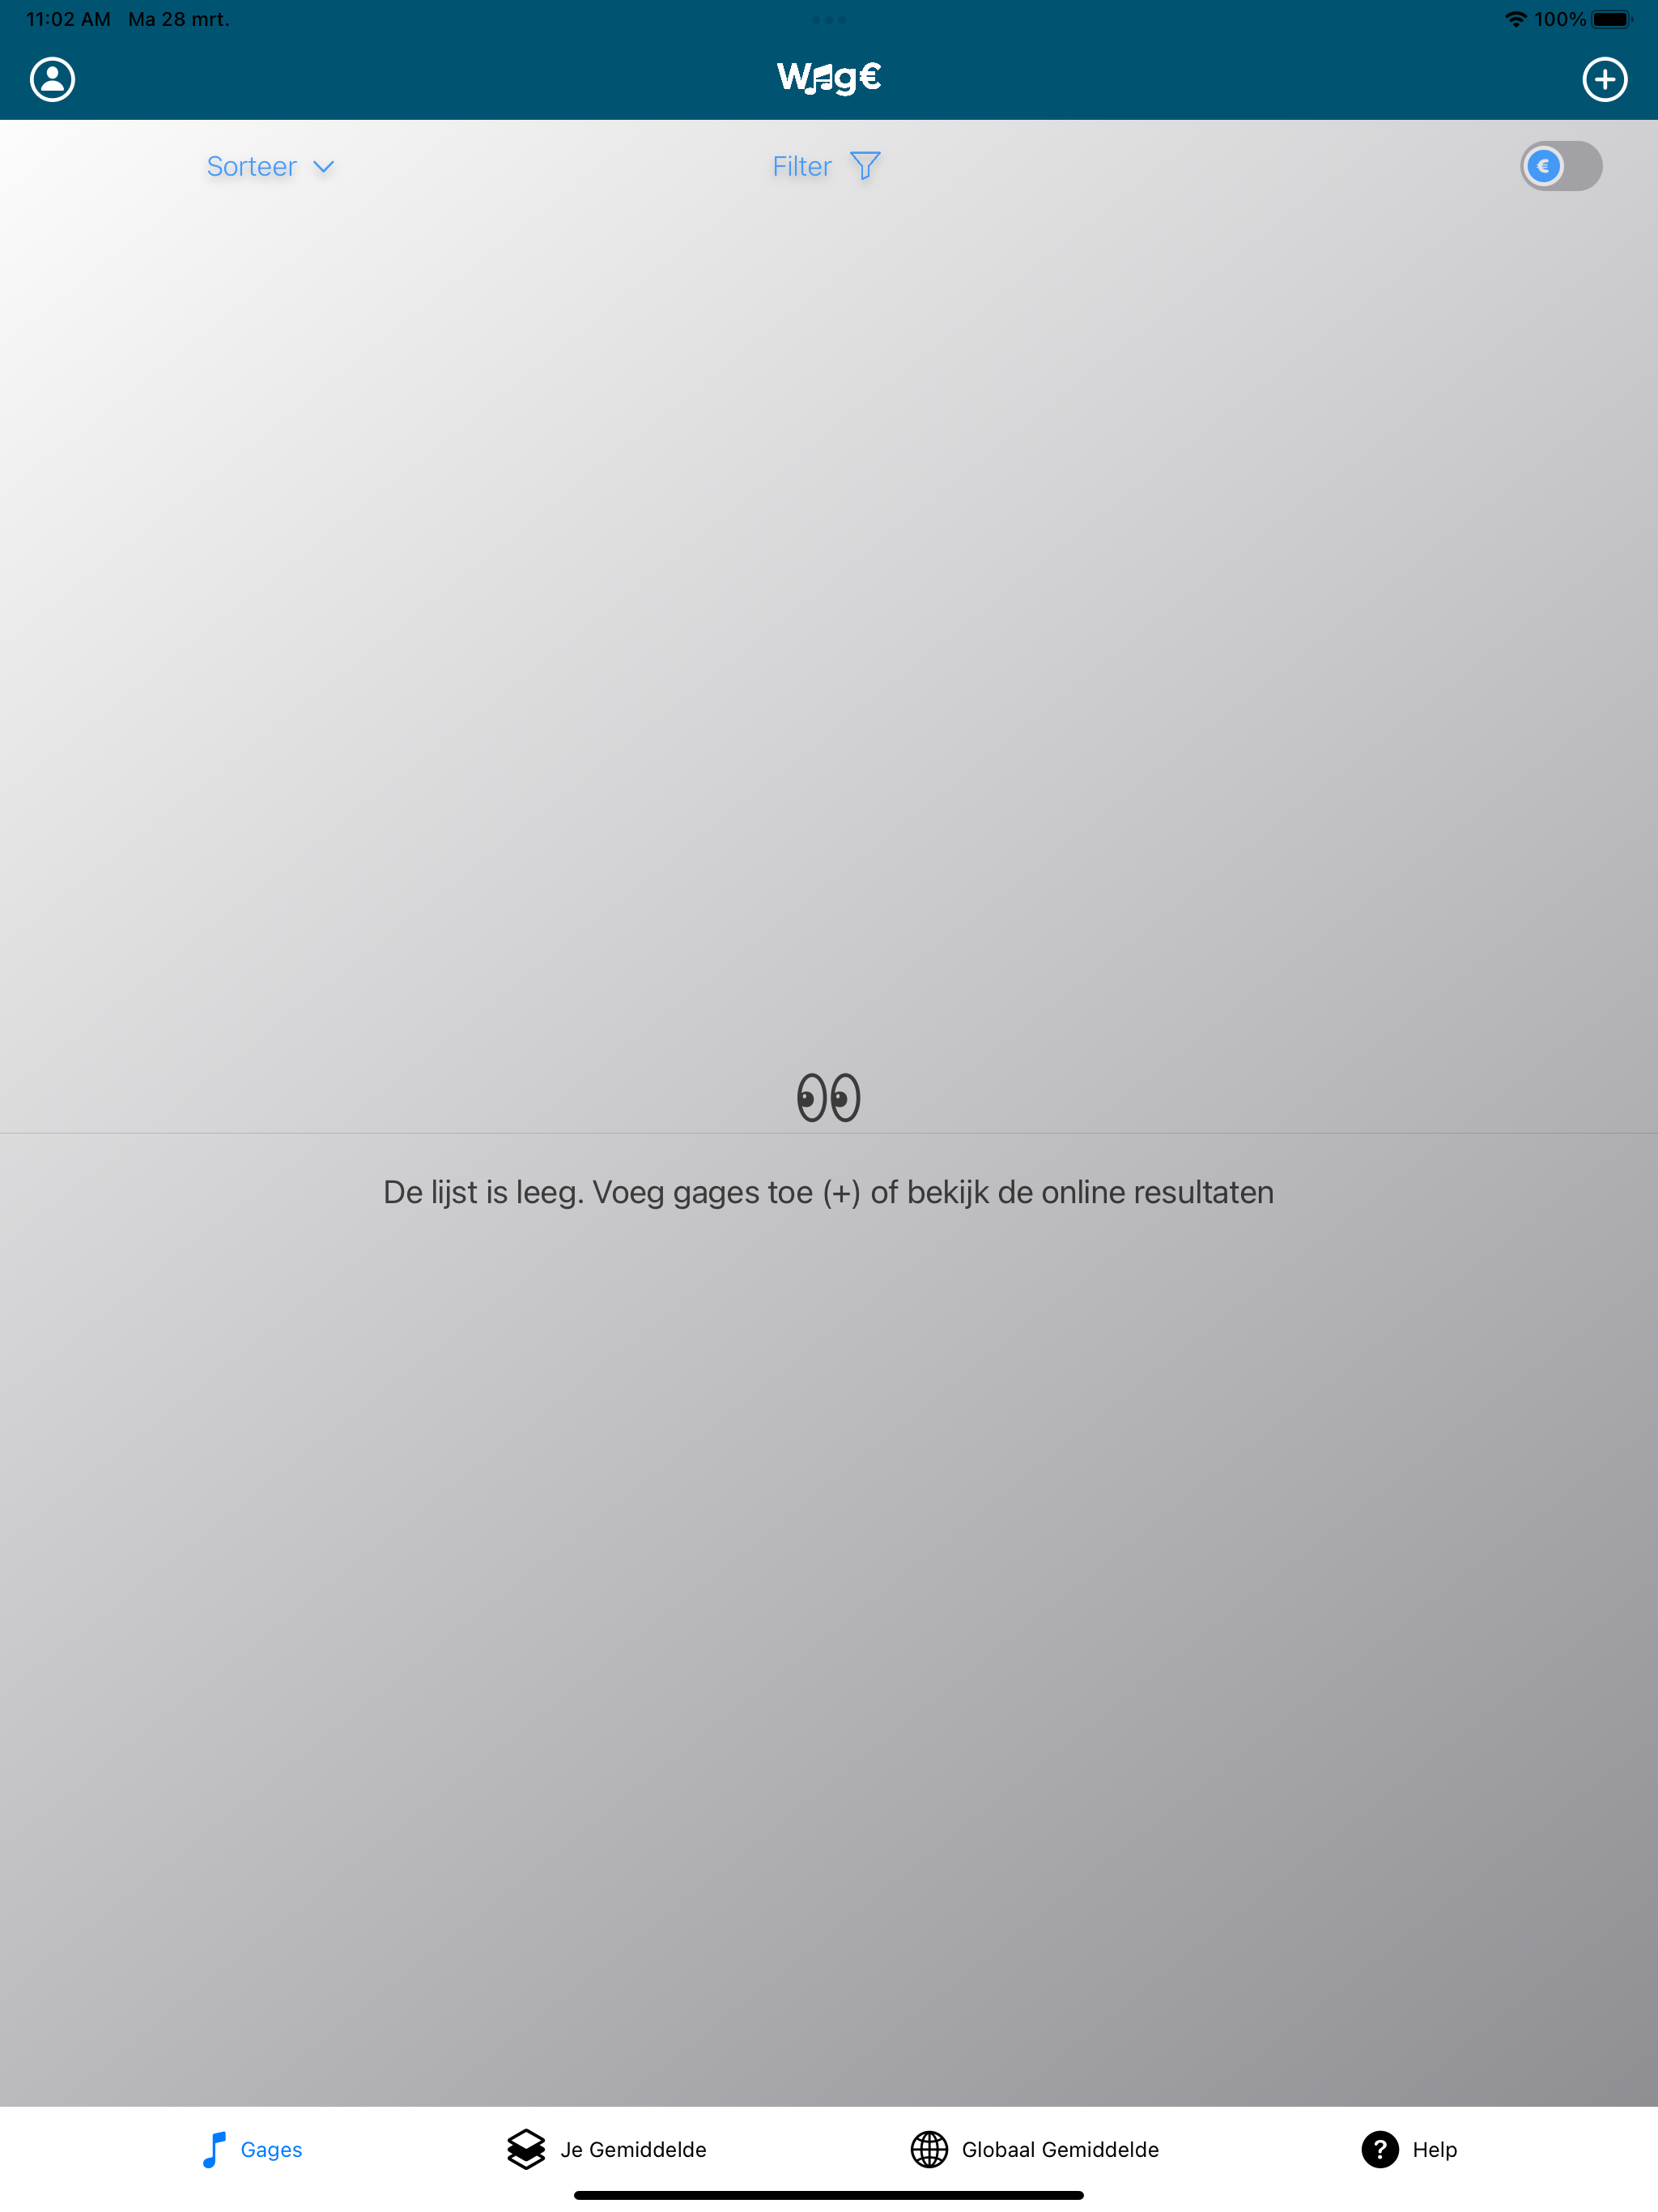 11:02 AM Ma 28 mrt. 100%
W🎵g€
Sorteer Filter €
De lijst is leeg. Voeg gages toe (+) of bekijk de online resultaten
Gages Je Gemiddelde Globaal Gemiddelde ? Help